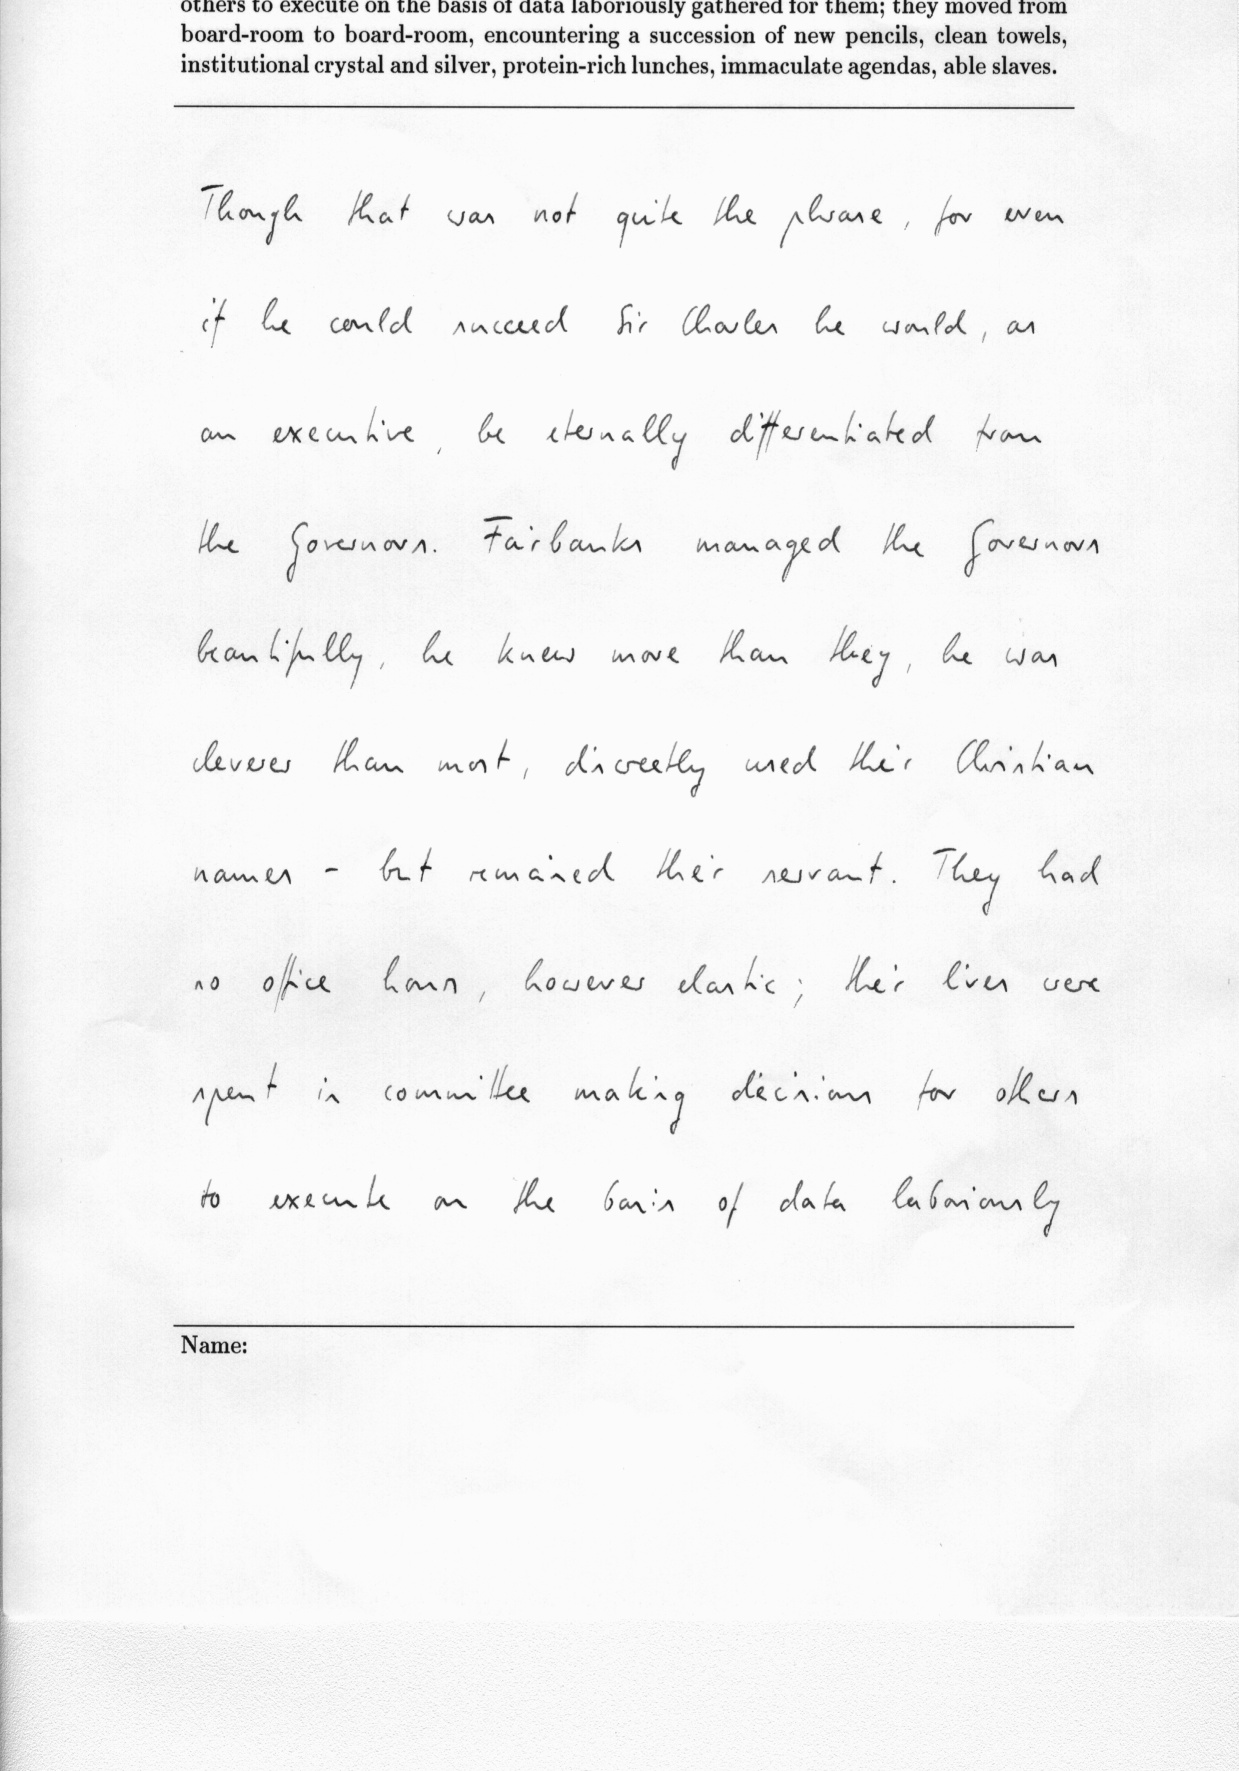 others to execute on the basis of data laboriously gathered for them; they moved from
board-room to board-room, encountering a succession of new pencils, clean towels,
institutional crystal and silver, protein-rich lunches, immaculate agendas, able slaves.
Though that was not quite the phrase, for even
if he could succeed Sir Charles he would, as
an executive, be eternally differentiated from
the Governors. Fairbanks managed the Governors
beautifully, he knew more than they, he was
cleverer than most, discreetly used their Christian
names - but remained their servant. They had
no office hours, however elastic; their lives were
spent in committee making decisions for others
to execute on the basis of data laboriously
Name: